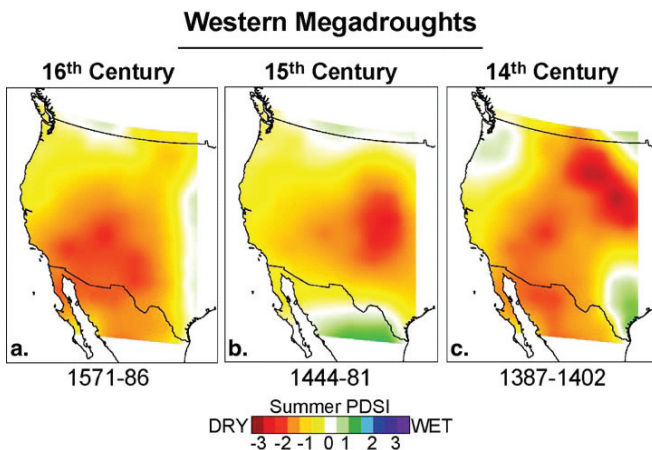 Western Megadroughts
16th Century 15th Century 14th Century
a. b. c.
1571-86 1444-81 1387-1402
Summer PDSI
DRY WET
-3 -2 -1 0 1 2 3